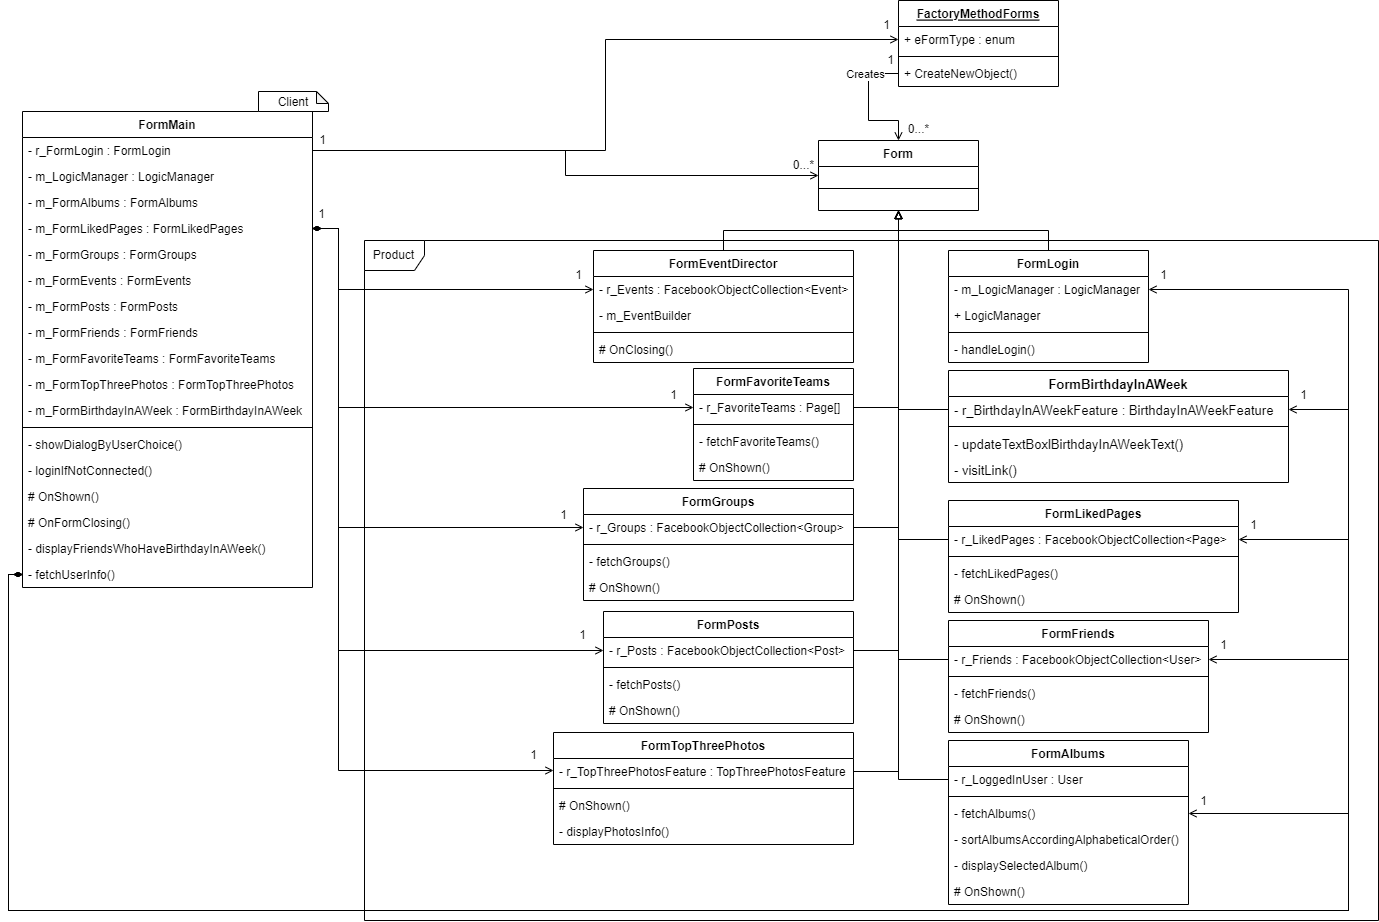 FactoryMethodForms
1
+ eFormType : enum
1
Creates
+ CreateNewObject()
0...*
Client
FormMain
- r_FormLogin : FormLogin
- m_LogicManager : LogicManager
- m_FormAlbums : FormAlbums
- m_FormLikedPages : FormLikedPages
- m_FormGroups : FormGroups
- m_FormEvents : FormEvents
- m_FormPosts : FormPosts
- m_FormFriends : FormFriends
- m_FormFavoriteTeams : FormFavoriteTeams
- m_FormTopThreePhotos : FormTopThreePhotos
- m_FormBirthdayInAWeek : FormBirthdayInAWeek
- showDialogByUserChoice()
- loginIfNotConnected()
# OnShown()
# OnFormClosing()
- displayFriendsWhoHaveBirthdayInAWeek()
- fetchUserInfo()
1
1
0...*
Form
Product
FormEventDirector
1
- r_Events : FacebookObjectCollection<Event>
- m_EventBuilder
# OnClosing()
FormLogin
1
- m_LogicManager : LogicManager
+ LogicManager
- handleLogin()
FormFavoriteTeams
1
- r_FavoriteTeams : Page[]
- fetchFavoriteTeams()
# OnShown()
FormBirthdayInAWeek
1
- r_BirthdayInAWeekFeature : BirthdayInAWeekFeature
- updateTextBoxIBirthdayInAWeekText()
- visitLink()
FormGroups
1
- r_Groups : FacebookObjectCollection<Group>
- fetchGroups()
# OnShown()
FormLikedPages
1
- r_LikedPages : FacebookObjectCollection<Page>
- fetchLikedPages()
# OnShown()
FormPosts
1
- r_Posts : FacebookObjectCollection<Post>
- fetchPosts()
# OnShown()
FormFriends
1
- r_Friends : FacebookObjectCollection<User>
- fetchFriends()
# OnShown()
FormTopThreePhotos
1
- r_TopThreePhotosFeature : TopThreePhotosFeature
# OnShown()
- displayPhotosInfo()
FormAlbums
- r_LoggedInUser : User
1
- fetchAlbums()
- sortAlbumsAccordingAlphabeticalOrder()
- displaySelectedAlbum()
# OnShown()